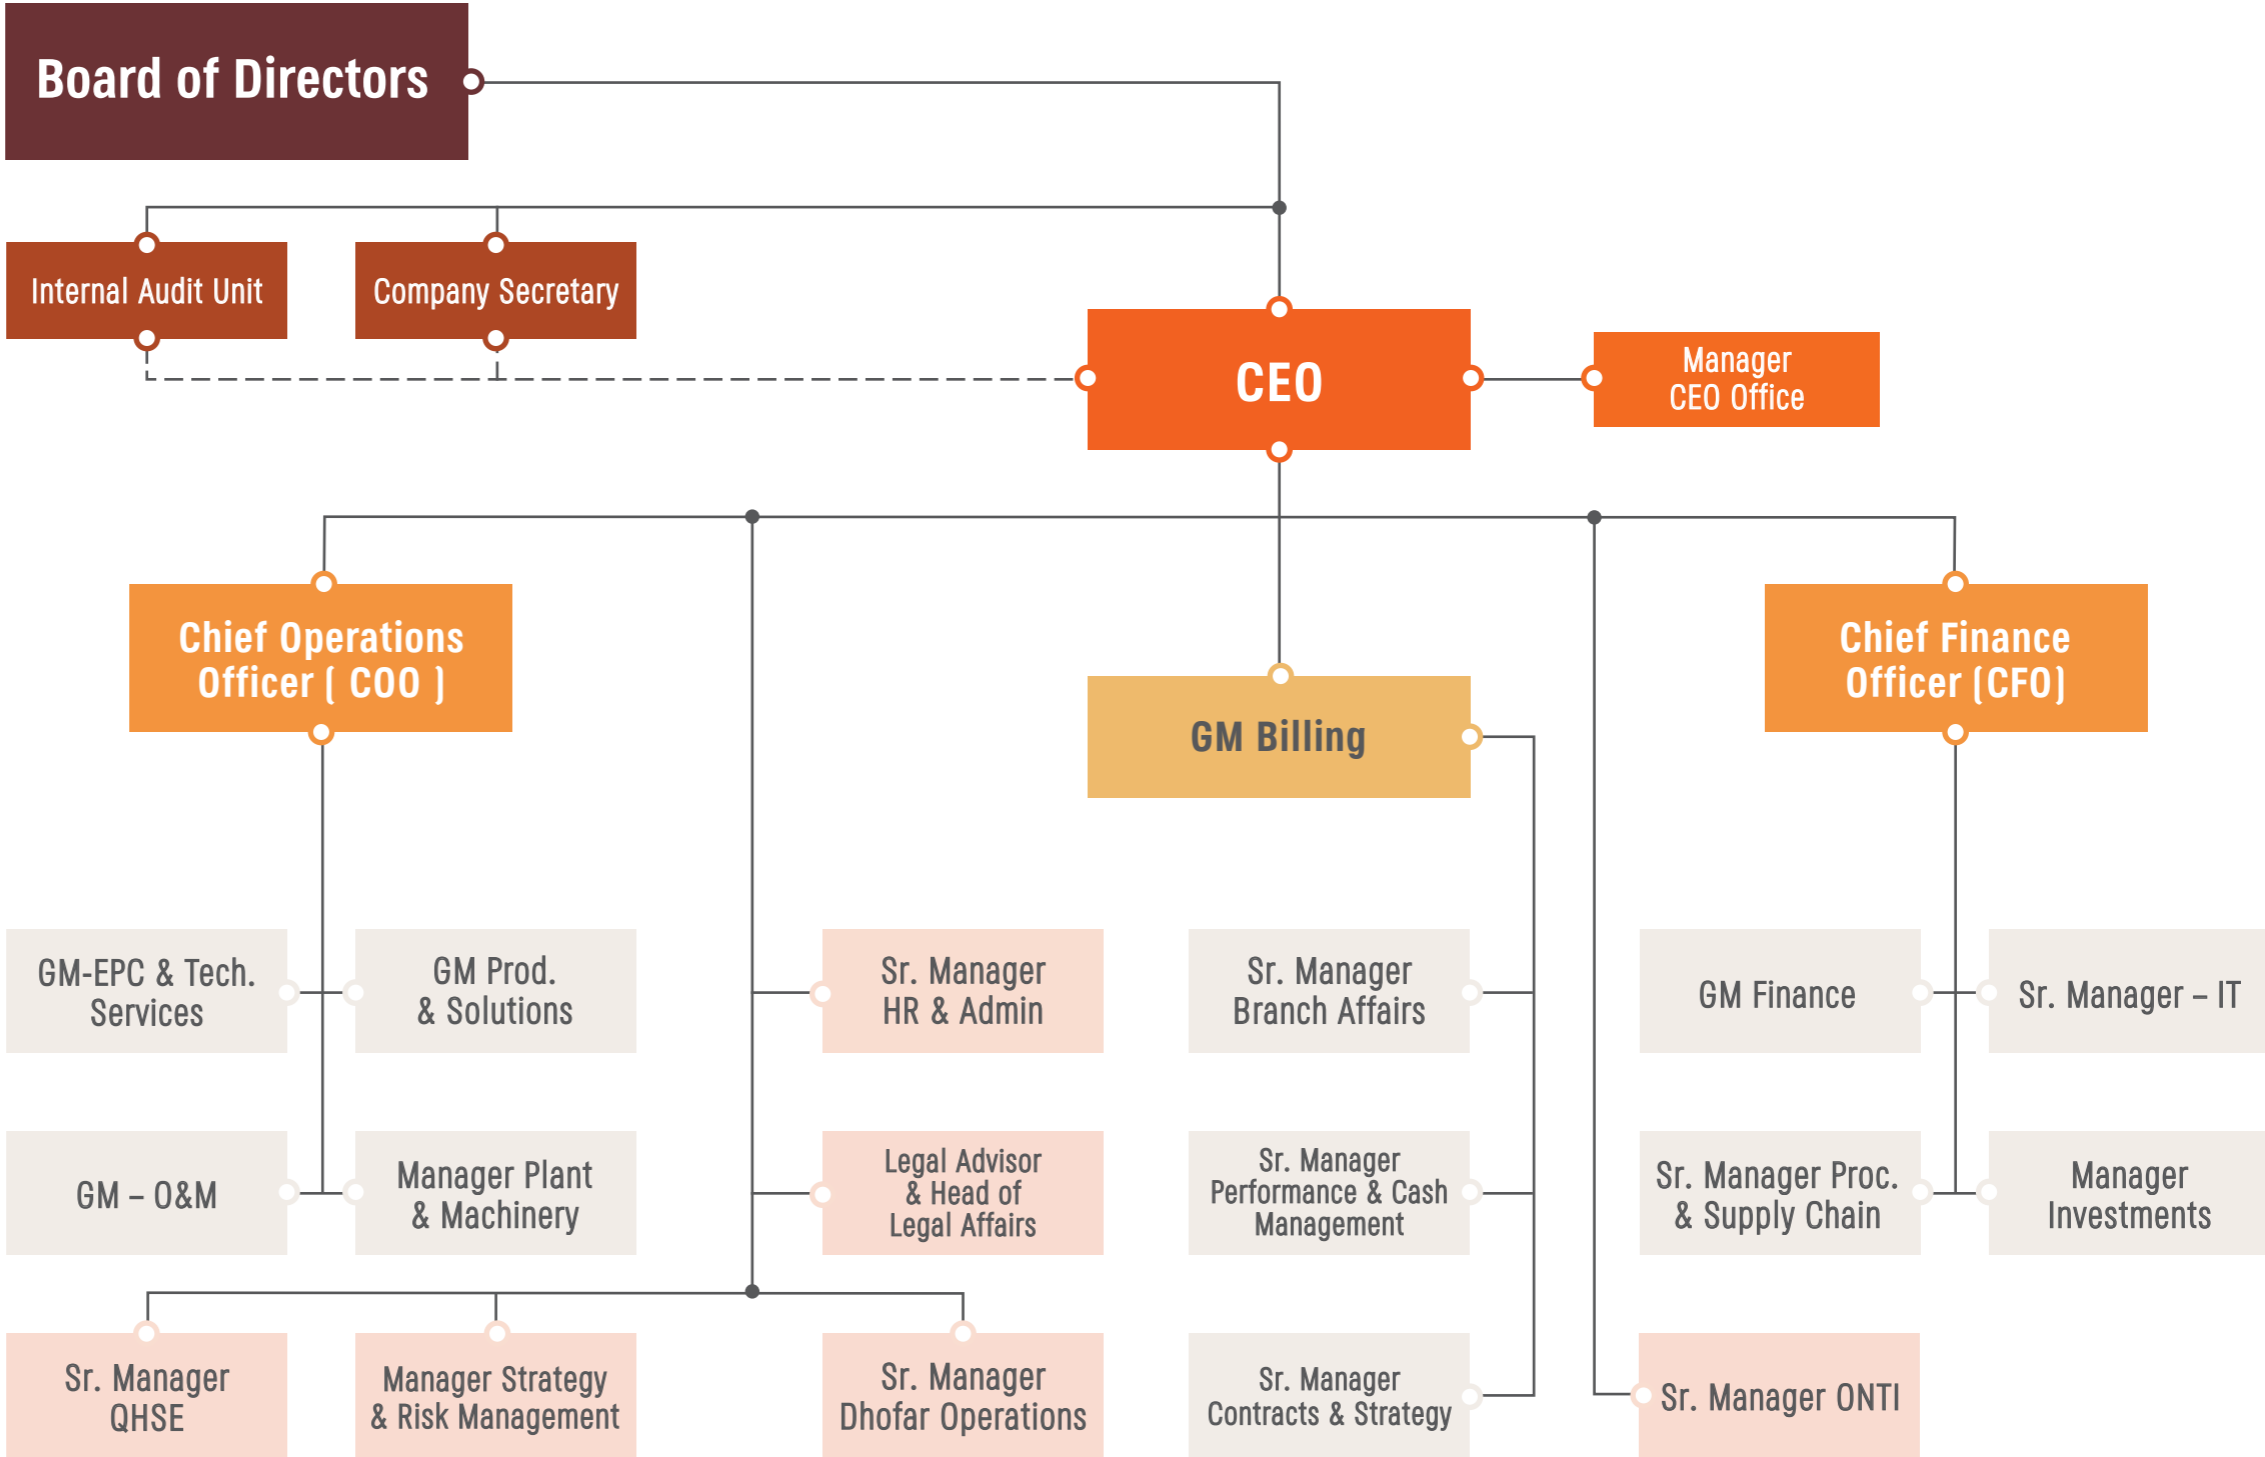 Board of Directors
Internal Audit Unit
Company Secretary
CEO
Manager
CEO Office
Chief Operations
Officer ( COO )
GM Billing
Chief Finance
Officer (CFO)
GM-EPC & Tech.
Services
GM Prod.
& Solutions
Sr. Manager
HR & Admin
Sr. Manager
Branch Affairs
GM Finance
Sr. Manager – IT
GM – O&M
Manager Plant
& Machinery
Legal Advisor
& Head of
Legal Affairs
Sr. Manager
Performance & Cash
Management
Sr. Manager Proc.
& Supply Chain
Manager
Investments
Sr. Manager
QHSE
Manager Strategy
& Risk Management
Sr. Manager
Dhofar Operations
Sr. Manager
Contracts & Strategy
Sr. Manager ONTI